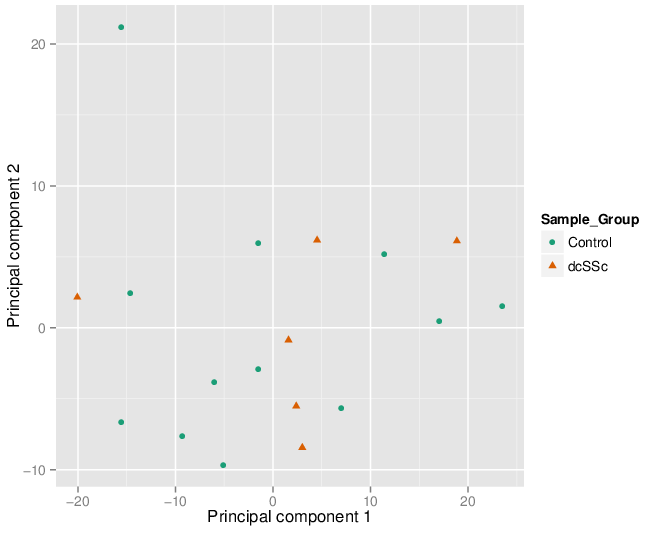 20
10
0
−10
Principal component 2
−20
−10
0
10
20
Principal component 1
Sample_Group
Control
dcSSc